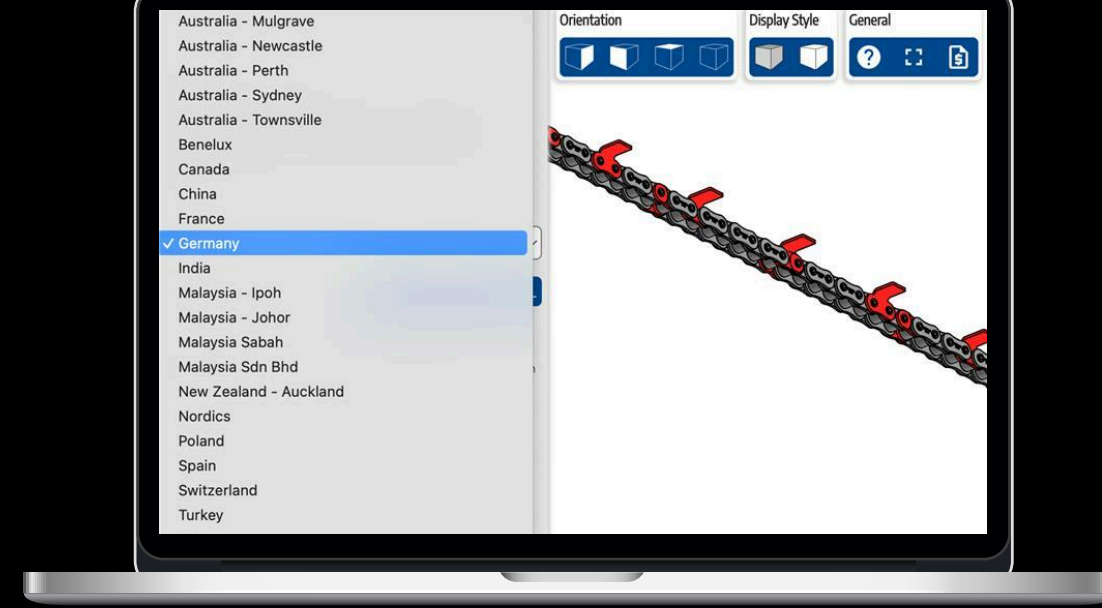 Australia - Mulgrave
Australia - Newcastle
Australia - Perth
Australia - Sydney
Australia - Townsville
Benelux
Canada
China
France
✓ Germany
India
Malaysia - Ipoh
Malaysia - Johor
Malaysia Sabah
Malaysia Sdn Bhd
New Zealand - Auckland
Nordics
Poland
Spain
Switzerland
Turkey
Orientation
Display Style
General
?
$